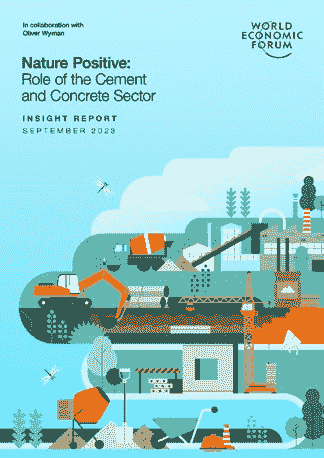 In collaboration with
Oliver Wyman
WORLD
ECONOMIC
FORUM
Nature Positive:
Role of the Cement
and Concrete Sector
INSIGHT REPORT
SEPTEMBER 2023